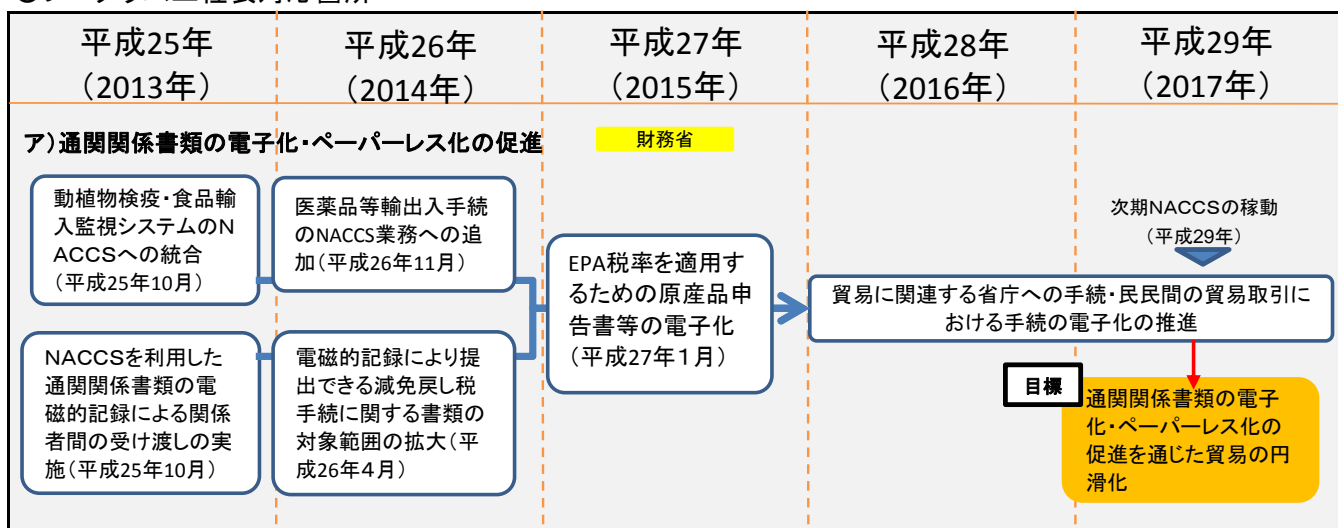 平成25年
（2013年）
平成26年
（2014年）
平成27年
（2015年）
平成28年
（2016年）
平成29年
（2017年）
ア）通関関係書類の電子化・ペーパーレス化の促進
財務省
動植物検疫・食品輸
入監視システムのN
ACCSへの統合
（平成25年10月）
NACCSを利用した
通関関係書類の電
磁的記録による関係
者間の受け渡しの実
施（平成25年10月）
医薬品等輸出入手続
のNACCS業務への追
加（平成26年11月）
電磁的記録により提
出できる減免戻し税
手続に関する書類の
対象範囲の拡大（平
成26年４月）
EPA税率を適用す
るための原産品申
告書等の電子化
（平成27年１月）
次期NACCSの稼動
（平成29年）
貿易に関連する省庁への手続・民民間の貿易取引に
おける手続の電子化の推進
目標
通関関係書類の電子
化・ペーパーレス化の
促進を通じた貿易の円
滑化